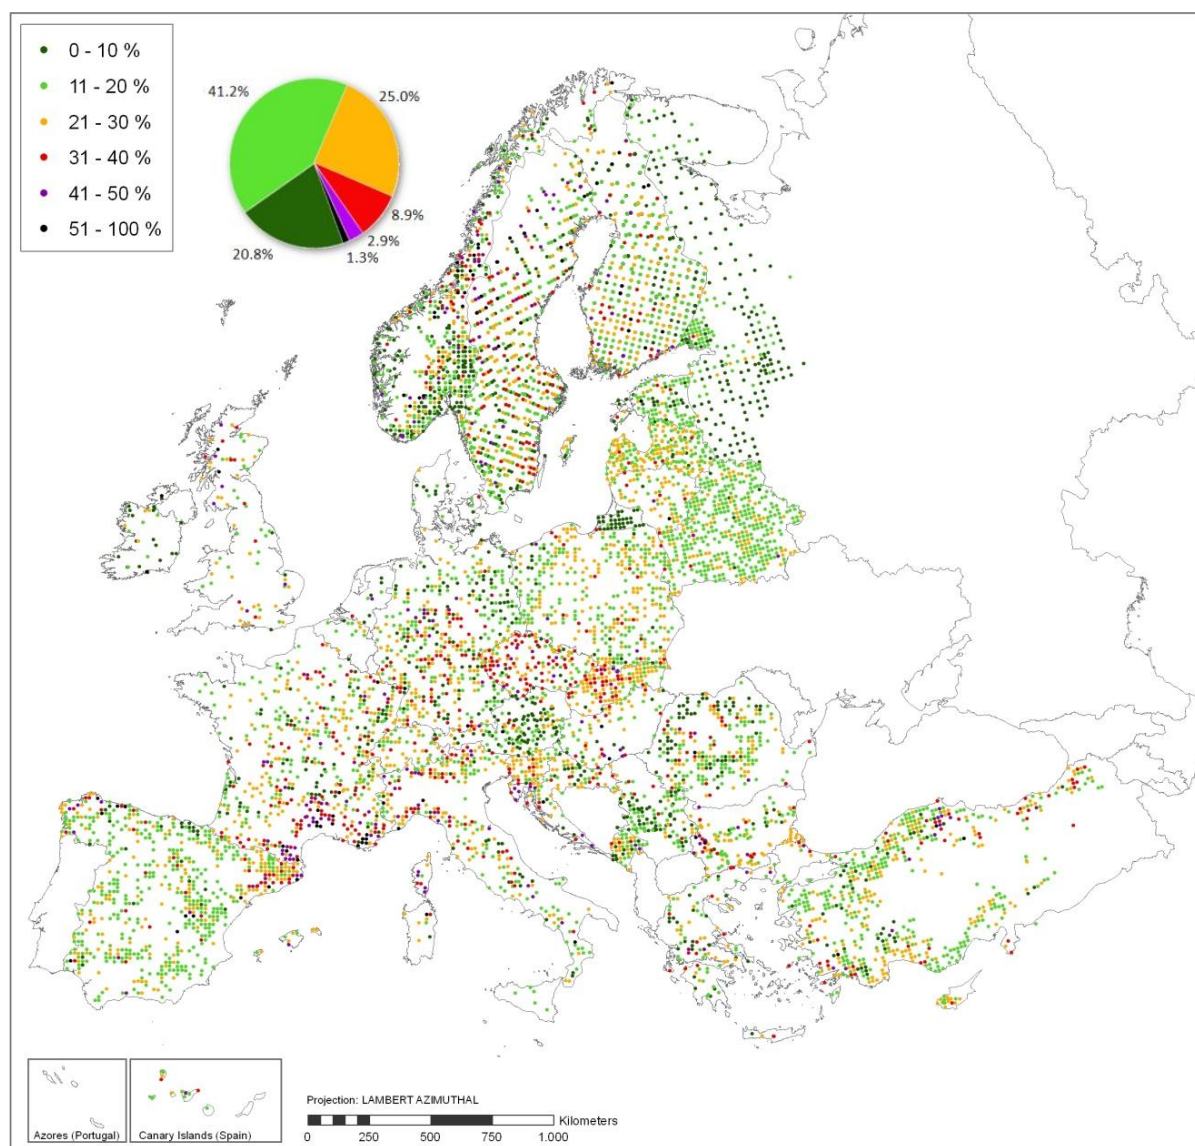 0 - 10 %
11 - 20 %
21 - 30 %
31 - 40 %
41 - 50 %
51 - 100 %
41.2%
25.0%
8.9%
2.9%
1.3%
20.8%
Azores (Portugal)
Canary Islands (Spain)
Projection: LAMBERT AZIMUTHAL
Kilometers
0 250 500 750 1.000